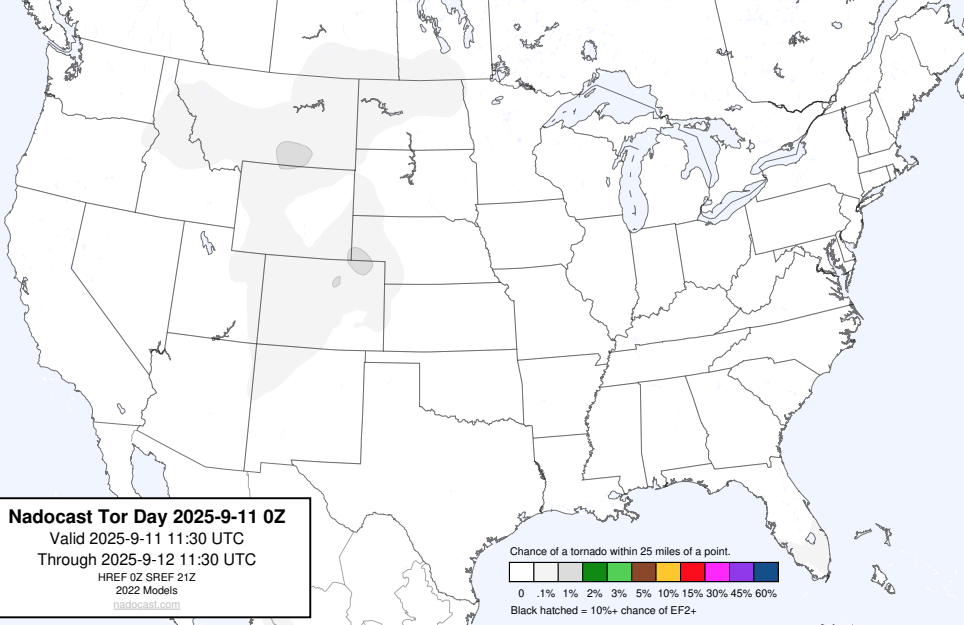 Nadocast Tor Day 2025-9-11 0Z
Valid 2025-9-11 11:30 UTC
Through 2025-9-12 11:30 UTC
HREF 0Z SREF 21Z
2022 Models
nadocast.com
Chance of a tornado within 25 miles of a point.
0 .1% 1% 2% 3% 5% 10% 15% 30% 45% 60%
Black hatched = 10%+ chance of EF2+